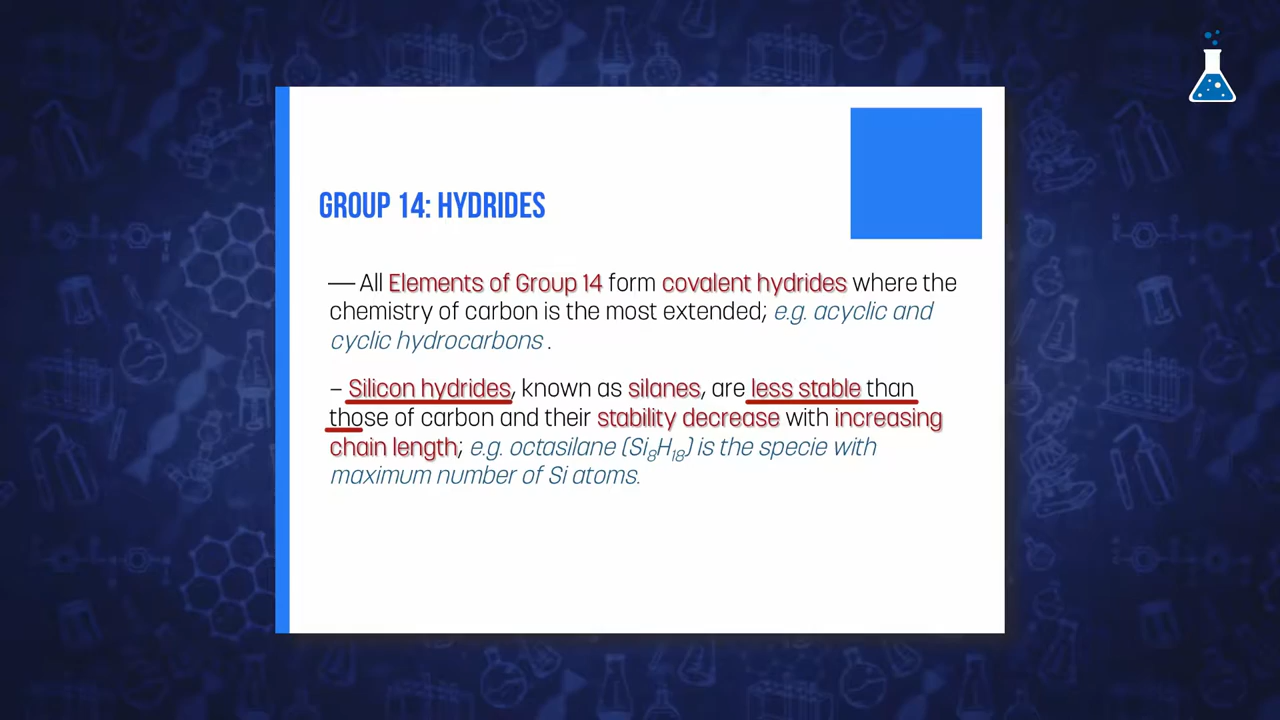 GROUP 14: HYDRIDES
— All Elements of Group 14 form covalent hydrides where the
chemistry of carbon is the most extended; e.g. acyclic and
cyclic hydrocarbons .
– Silicon hydrides, known as silanes, are less stable than
those of carbon and their stability decrease with increasing
chain length; e.g. octasilane (Si₈H₁₈) is the specie with
maximum number of Si atoms.